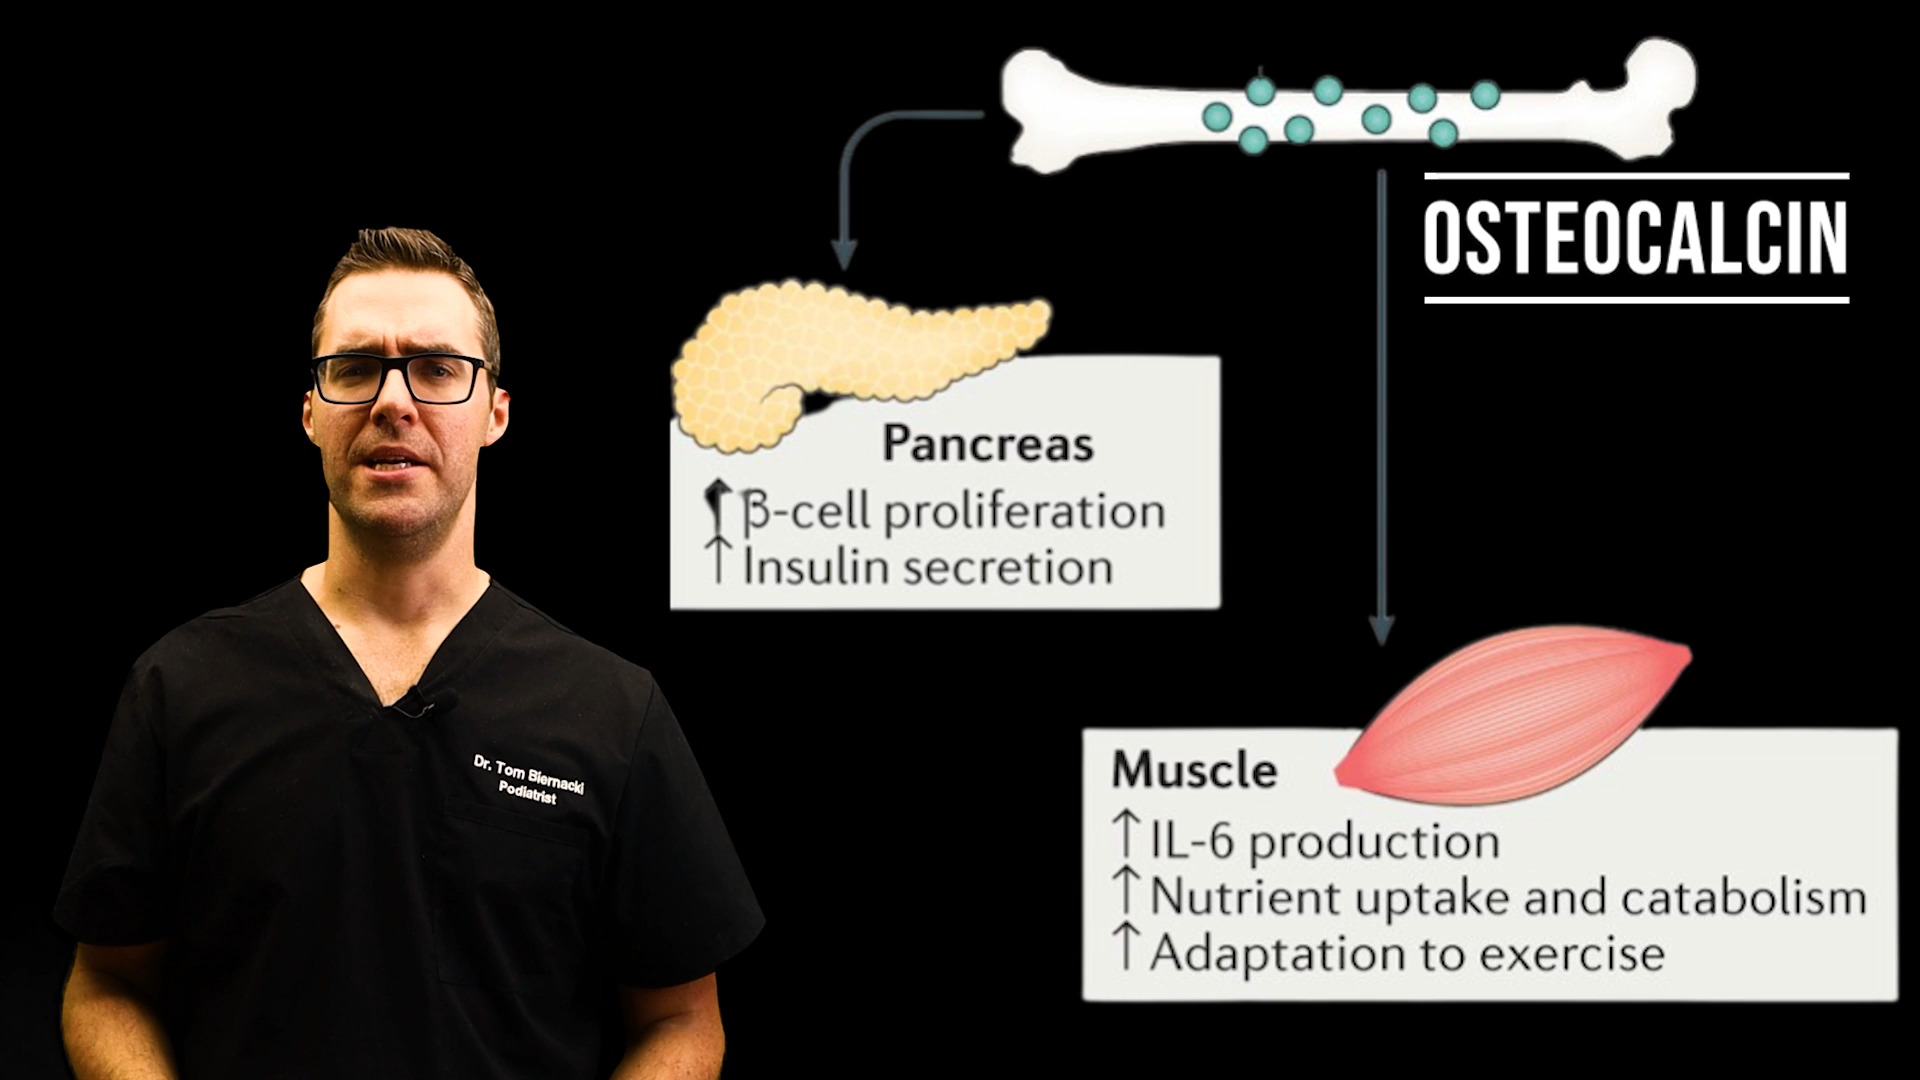 OSTEOCALCIN
Pancreas
↑β-cell proliferation
↑Insulin secretion
Dr. Tom Biernacki
Podiatrist
Muscle
↑IL-6 production
↑Nutrient uptake and catabolism
↑Adaptation to exercise